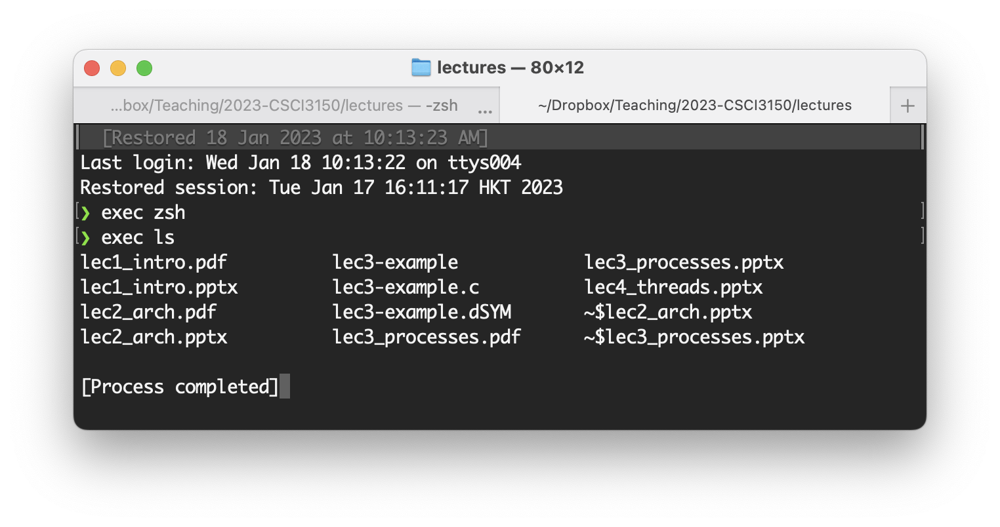 lectures — 80×12
...box/Teaching/2023-CSCI3150/lectures — -zsh ... ~/Dropbox/Teaching/2023-CSCI3150/lectures +
[Restored 18 Jan 2023 at 10:13:23 AM]
Last login: Wed Jan 18 10:13:22 on ttys004
Restored session: Tue Jan 17 16:11:17 HKT 2023
[❯ exec zsh ]
[❯ exec ls ]
lec1_intro.pdf lec3-example lec3_processes.pptx
lec1_intro.pptx lec3-example.c lec4_threads.pptx
lec2_arch.pdf lec3-example.dSYM ~$lec2_arch.pptx
lec2_arch.pptx lec3_processes.pdf ~$lec3_processes.pptx
[Process completed]